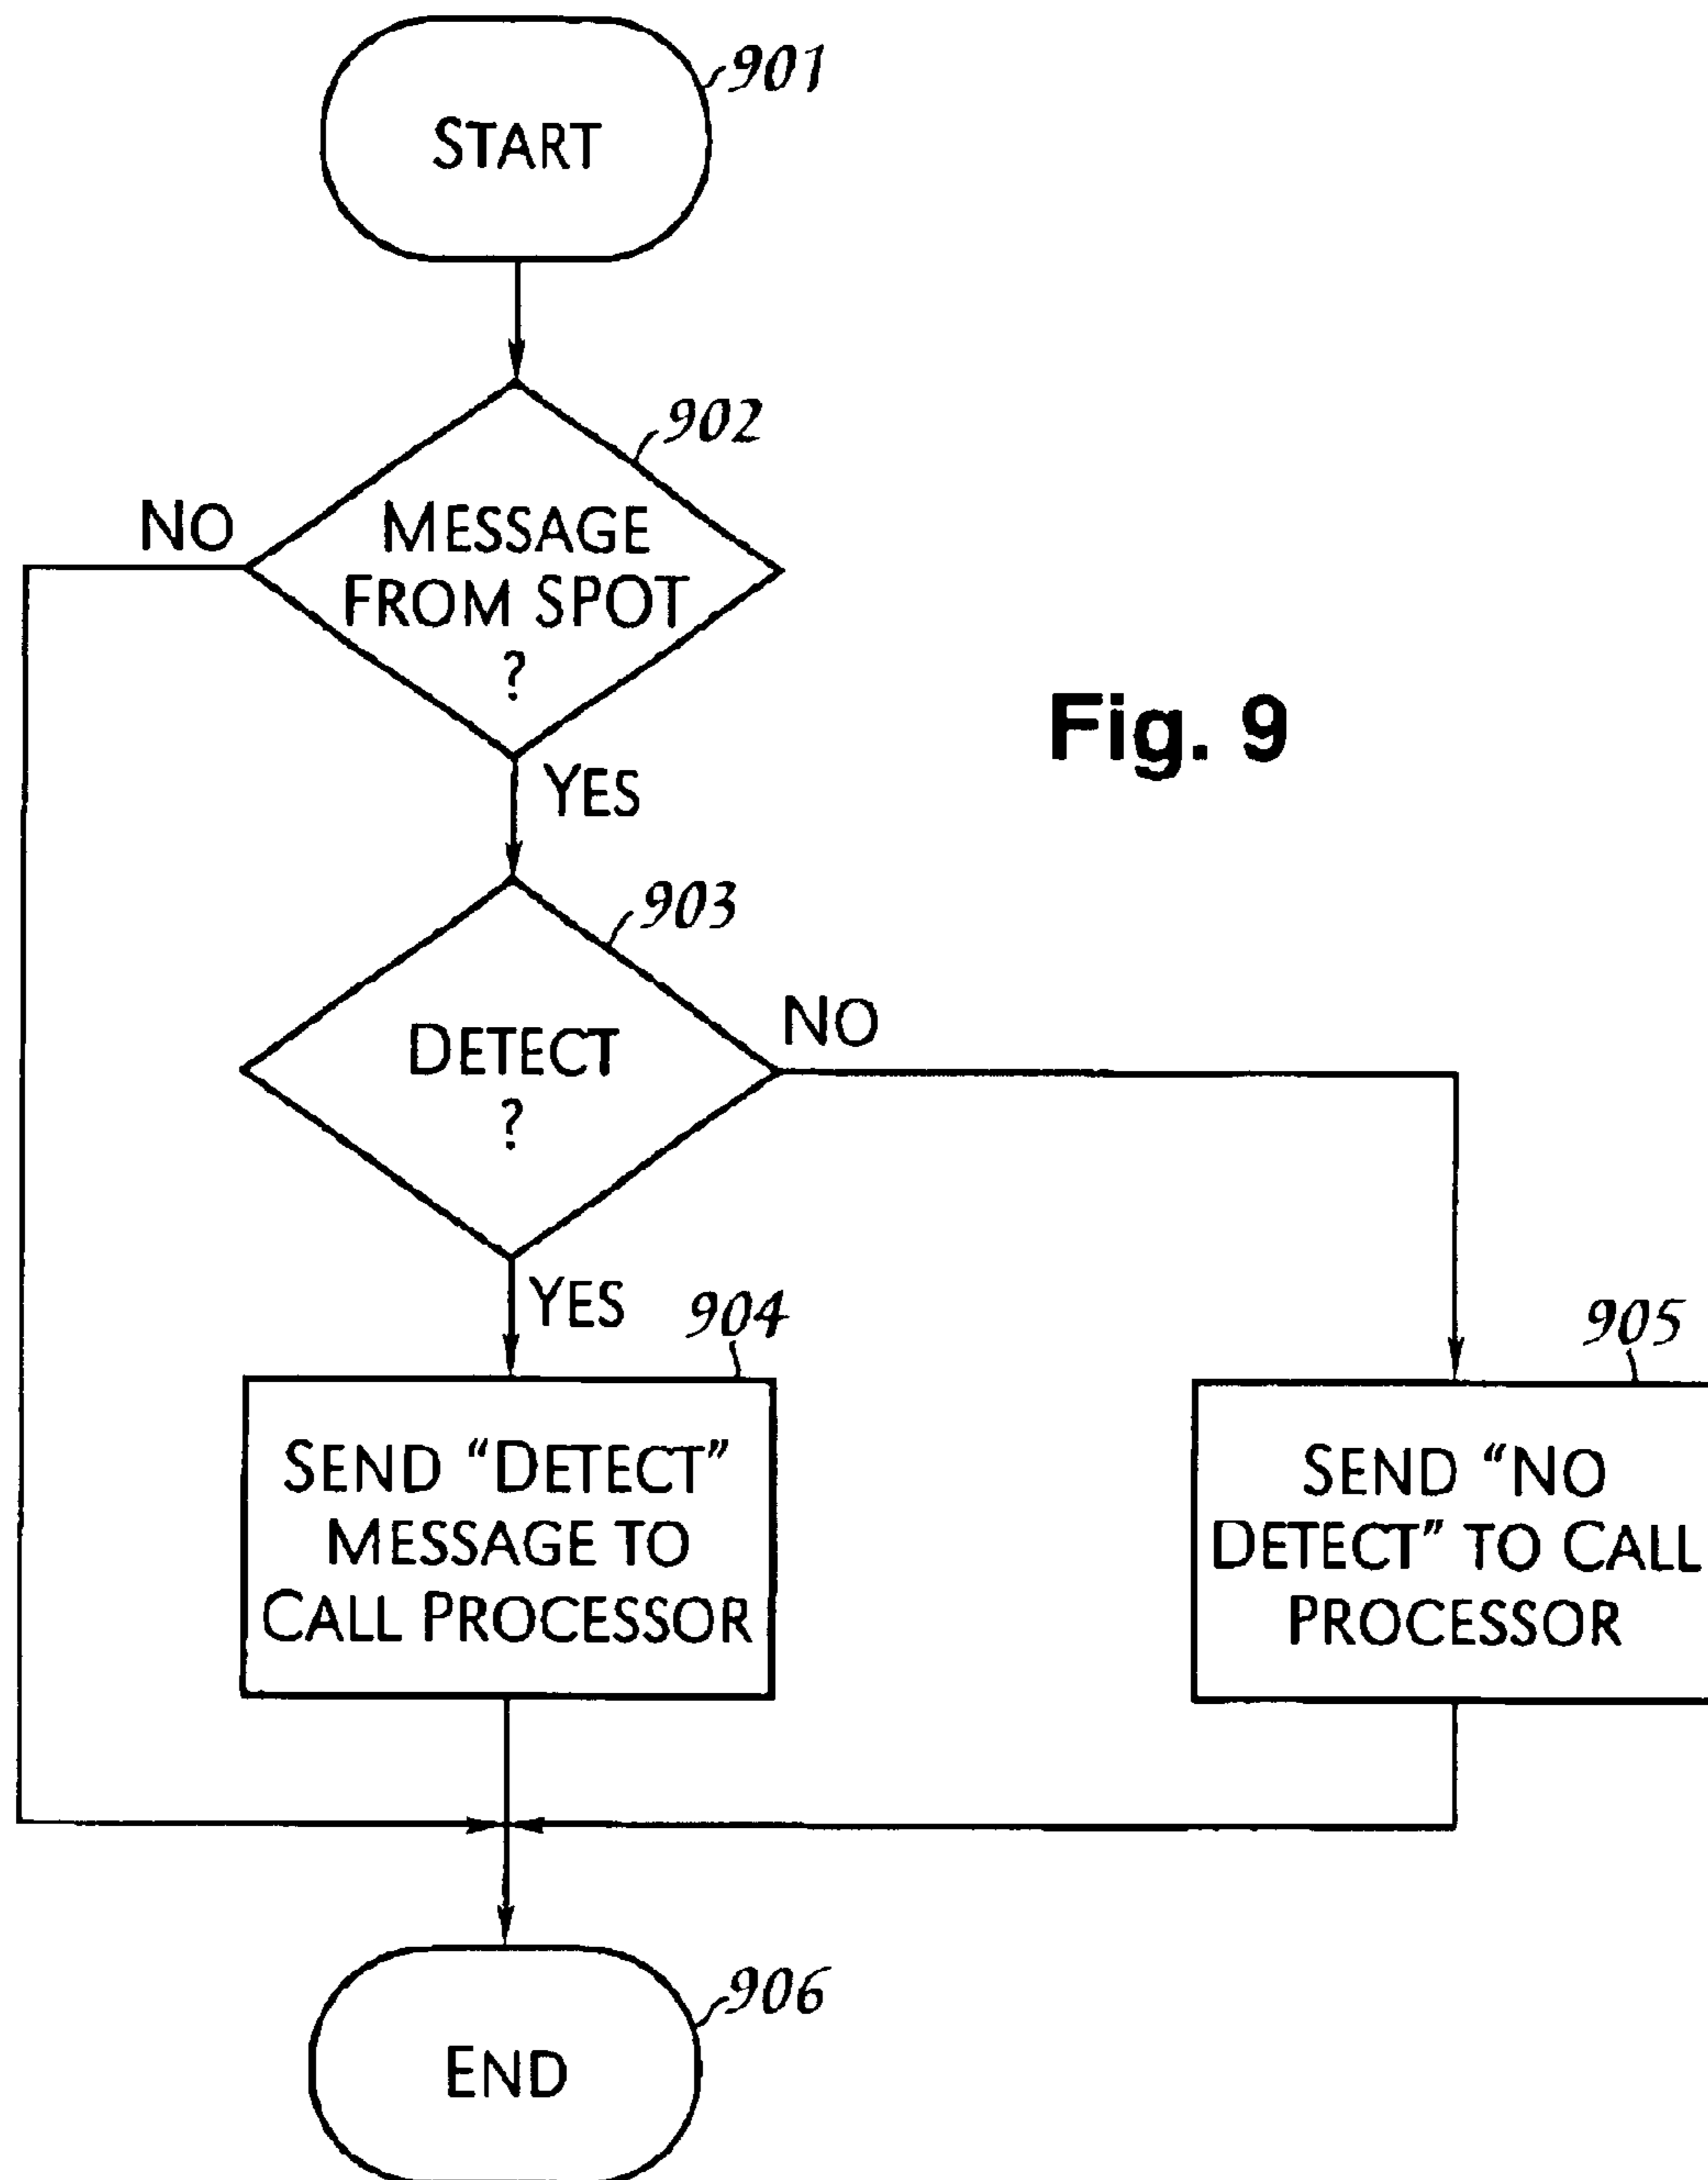 901
START
902
NO
MESSAGE
FROM SPOT
?
Fig. 9
YES
903
DETECT
?
NO
YES
904
905
SEND “DETECT”
MESSAGE TO
CALL PROCESSOR
SEND “NO
DETECT” TO CALL
PROCESSOR
906
END